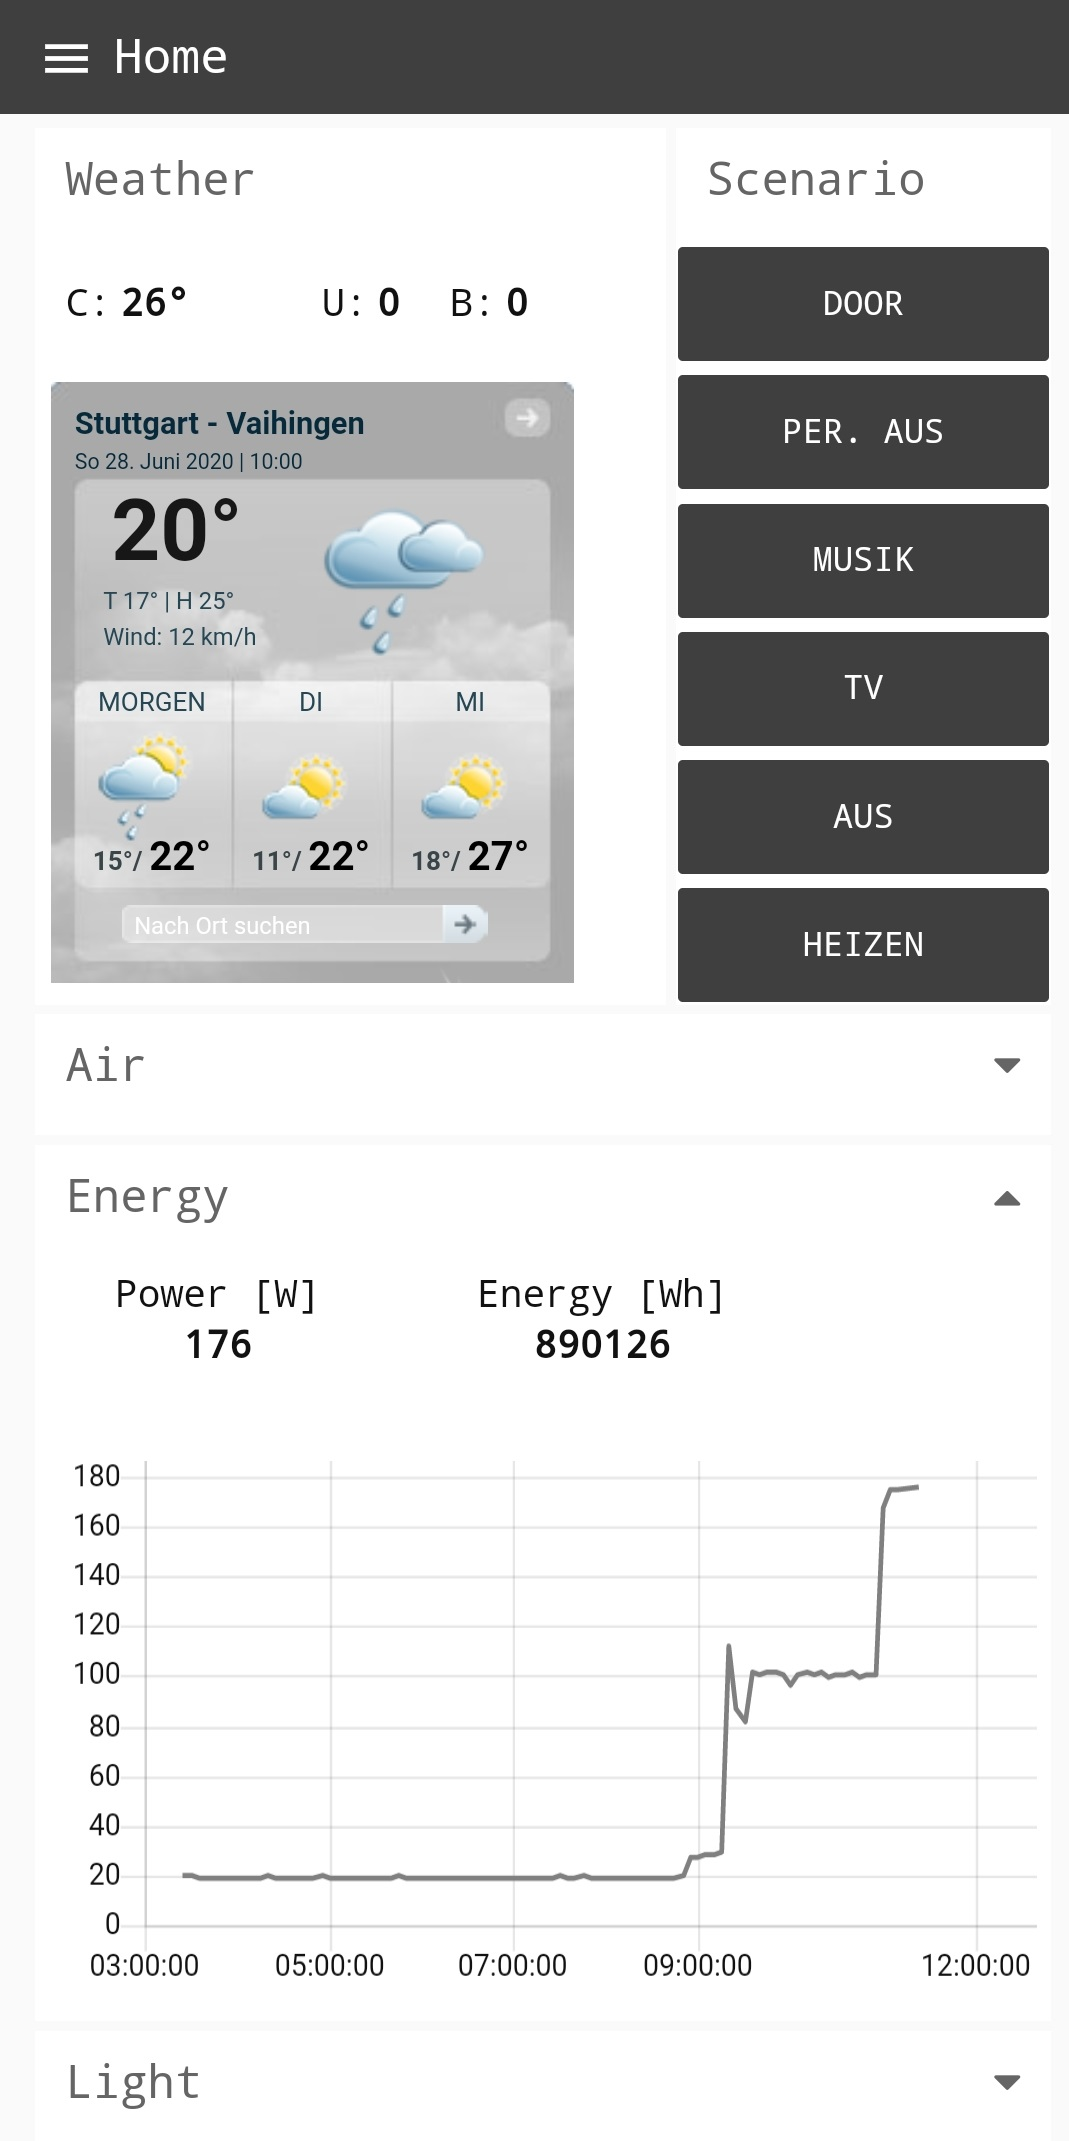 Home
Weather
C: 26°
U: 0
B: 0
Stuttgart - Vaihingen
So 28. Juni 2020 | 10:00
20°
T 17° | H 25°
Wind: 12 km/h
MORGEN
DI
MI
15°/ 22°
11°/ 22°
18°/ 27°
Nach Ort suchen
Scenario
DOOR
PER. AUS
MUSIK
TV
AUS
HEIZEN
Air
Energy
Power [W]
176
Energy [Wh]
890126
180
160
140
120
100
80
60
40
20
0
03:00:00
05:00:00
07:00:00
09:00:00
12:00:00
Light